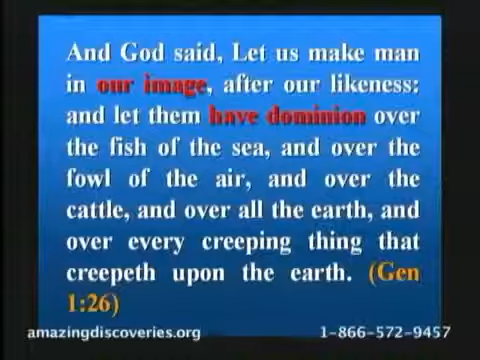 And God said, Let us make man
in our image, after our likeness:
and let them have dominion over
the fish of the sea, and over the
fowl of the air, and over the
cattle, and over all the earth, and
over every creeping thing that
creepeth upon the earth. (Gen
1:26)
amazingdiscoveries.org 1-866-572-9457